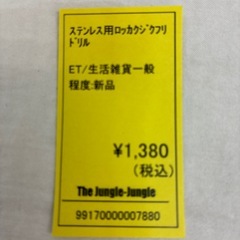 ステンレス用ロッカクジクフリ
ドリル
ET/生活雑貨一般
程度:新品
¥1,380
(税込)
The Jungle-Jungle
99170000007880